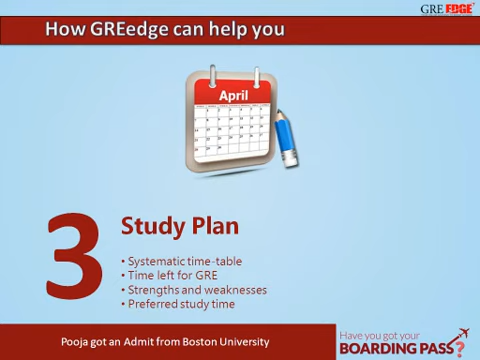 GRE EDGE
How GREedge can help you
April
3
Study Plan
• Systematic time-table
• Time left for GRE
• Strengths and weaknesses
• Preferred study time
Pooja got an Admit from Boston University
Have you got your
BOARDING PASS?